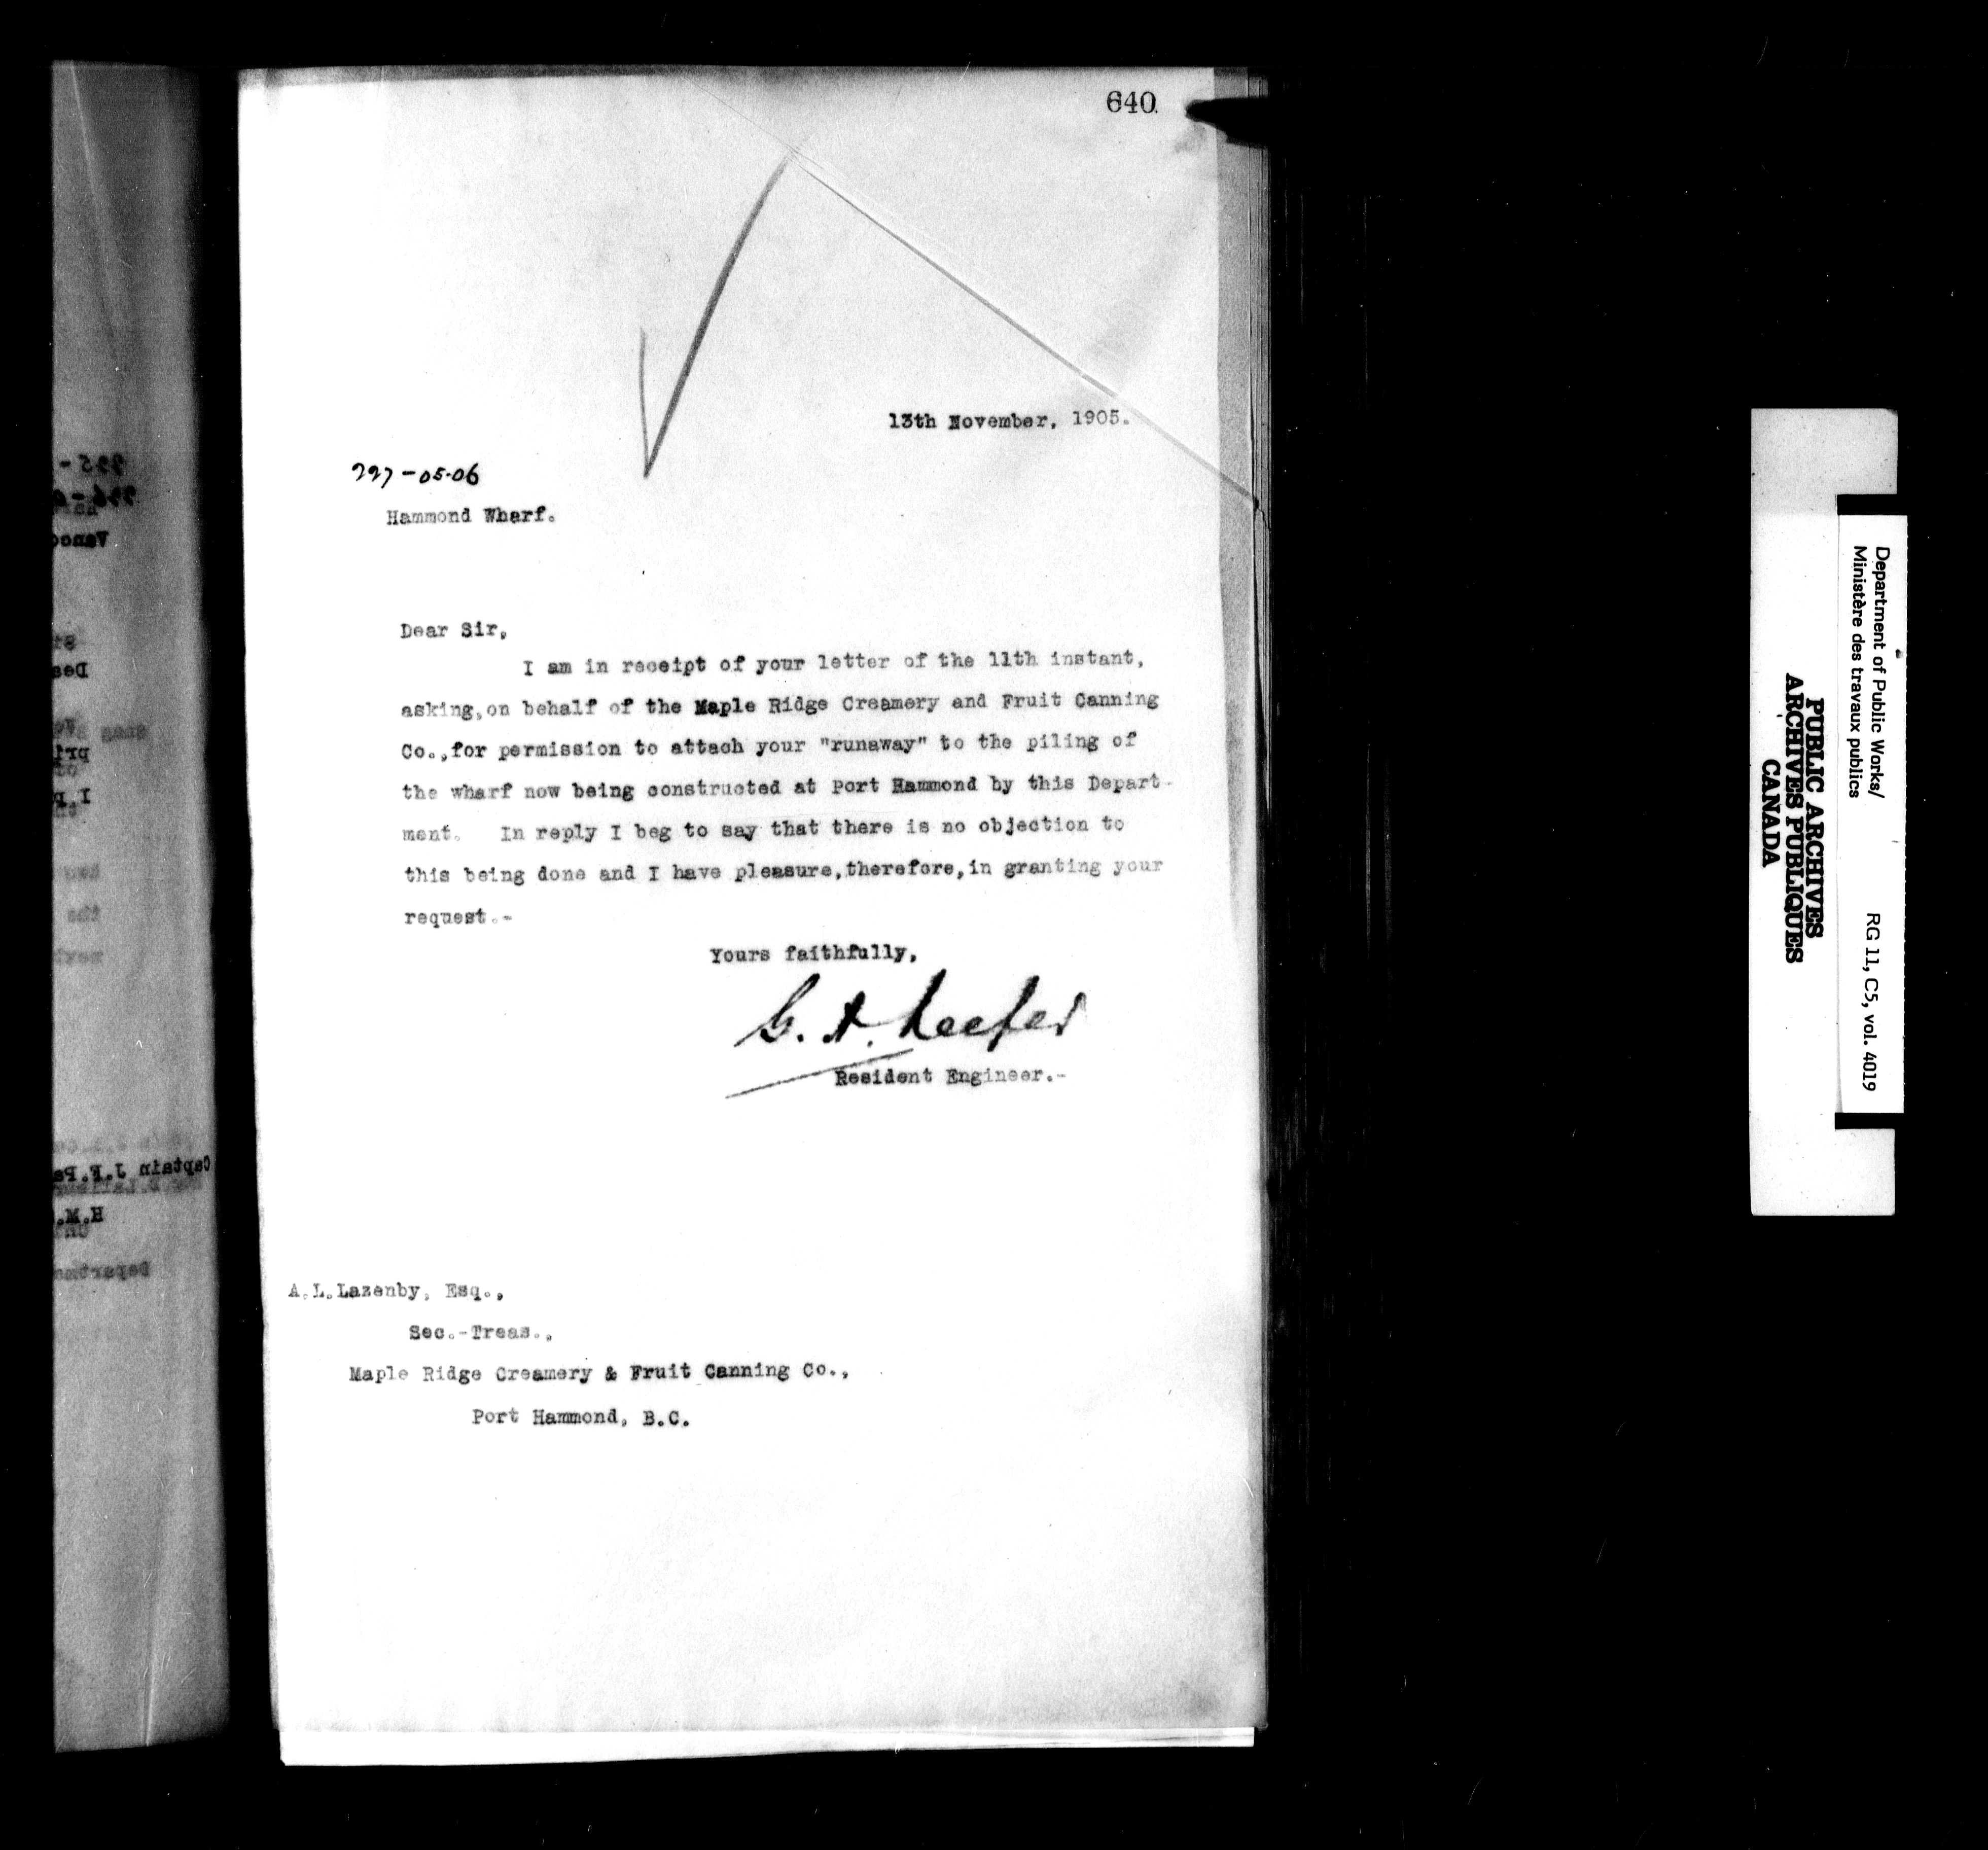 640.
13th November, 1905.
227-05-06
Hammond Wharf.
Dear Sir,
I am in receipt of your letter of the 11th instant,
asking,on behalf of the Maple Ridge Creamery and Fruit Canning
Co.,for permission to attach your "runaway" to the piling of
the wharf now being constructed at Port Hammond by this Depart-
ment. In reply I beg to say that there is no objection to
this being done and I have pleasure,therefore,in granting your
request.-
Yours faithfully,
G. A. Keefer
Resident Engineer.-
A.L.Lazenby, Esq.,
Sec.-Treas.,
Maple Ridge Creamery & Fruit Canning Co.,
Port Hammond, B.C.
Department of Public Works/
Ministère des travaux publics
RG 11, C5, vol. 4019
PUBLIC ARCHIVES
ARCHIVES PUBLIQUES
CANADA
Captain J.F.
H.M.